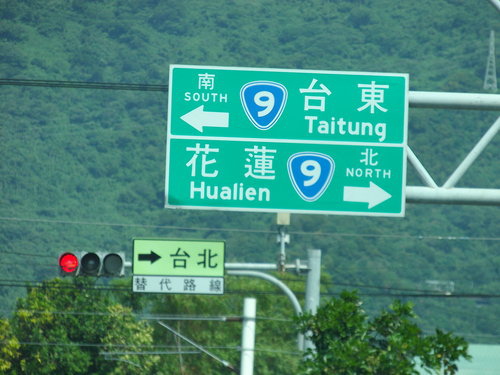 南 SOUTH 9 台東
Taitung
花蓮 9 北 NORTH
Hualien
台北
替代路線